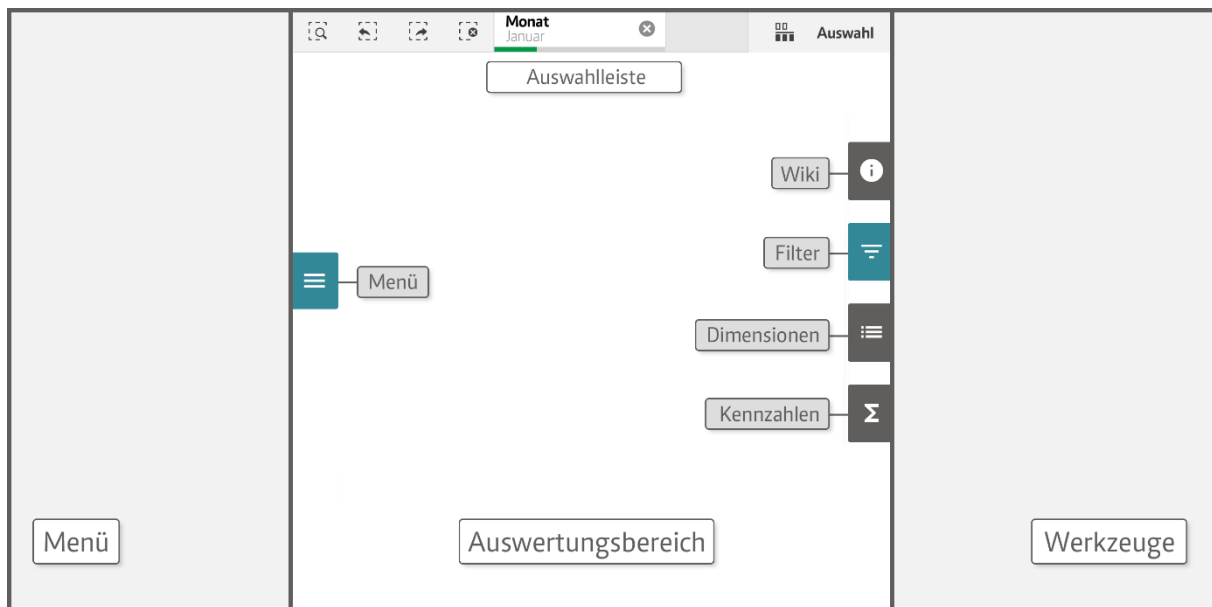 Monat
Januar
Auswahl
Auswahlleiste
Wiki
Filter
Menü
Dimensionen
Kennzahlen
Menü
Auswertungsbereich
Werkzeuge